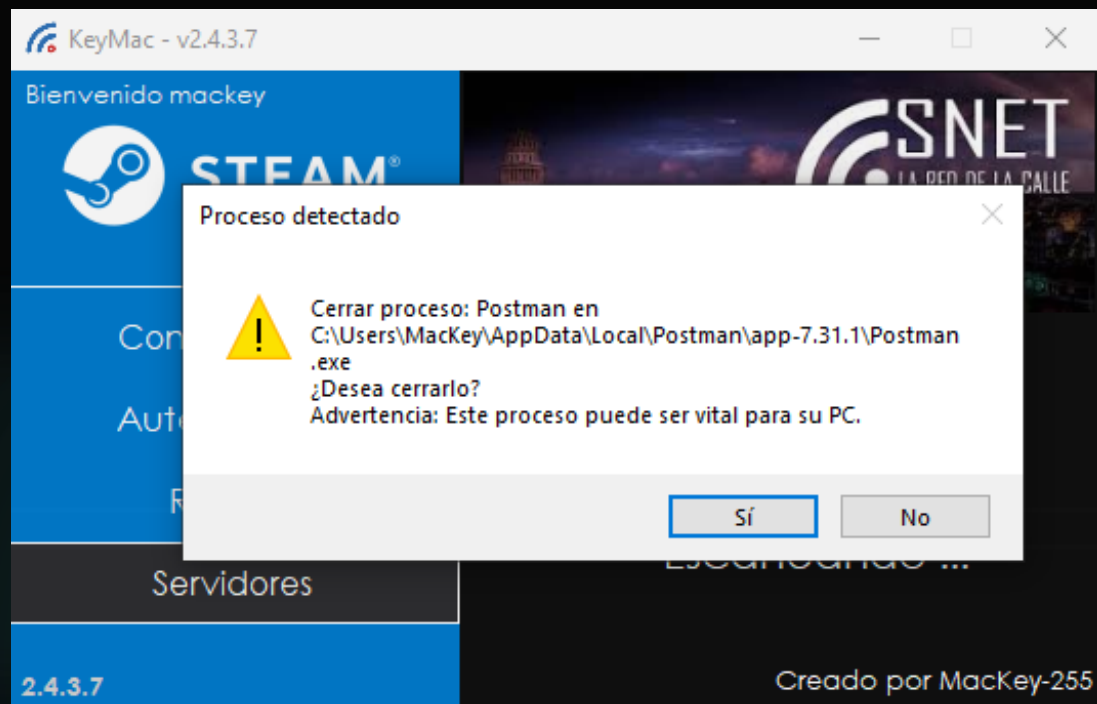 KeyMac - v2.4.3.7
Bienvenido mackey
STEAM®
SNET
LA RED DE LA CALLE
Proceso detectado
Cerrar proceso: Postman en
C:\Users\MacKey\AppData\Local\Postman\app-7.31.1\Postman
.exe
¿Desea cerrarlo?
Advertencia: Este proceso puede ser vital para su PC.
Sí
No
Escaneando ...
Servidores
2.4.3.7
Creado por MacKey-255